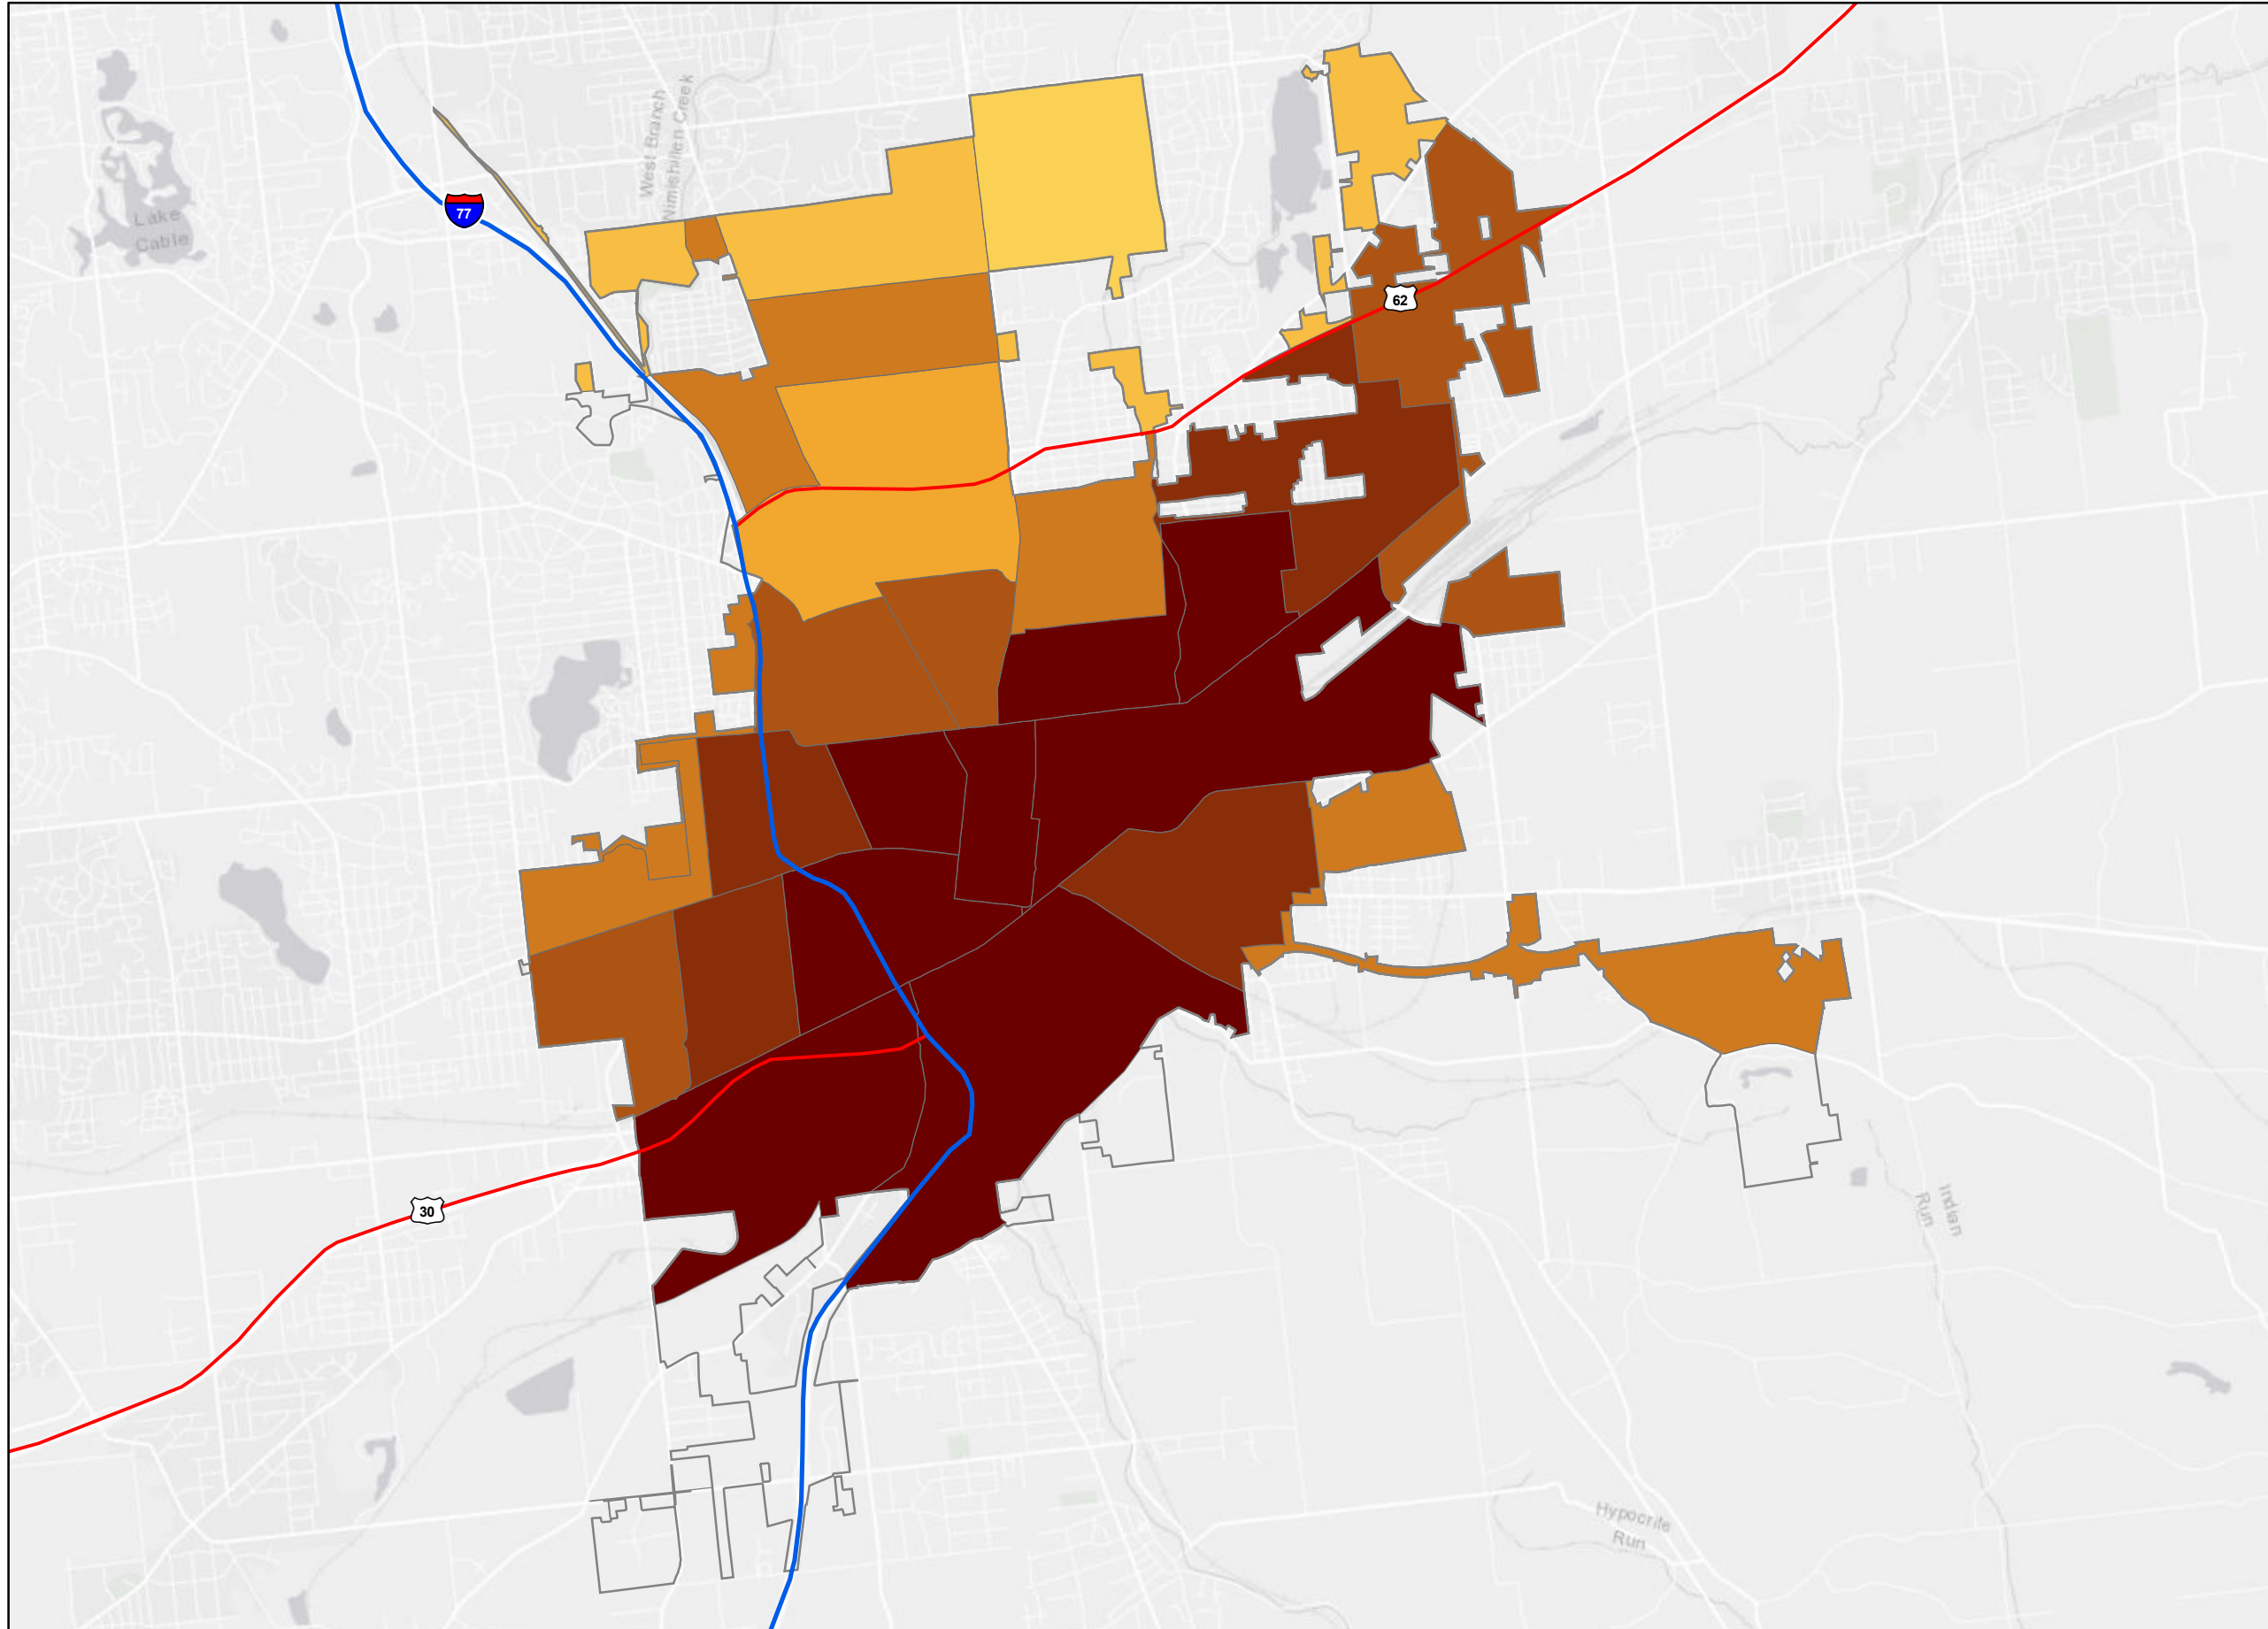 West Branch
Nimishillen Creek
Lake
Cable
77
62
30
Indian
Run
Hypocrite
Run